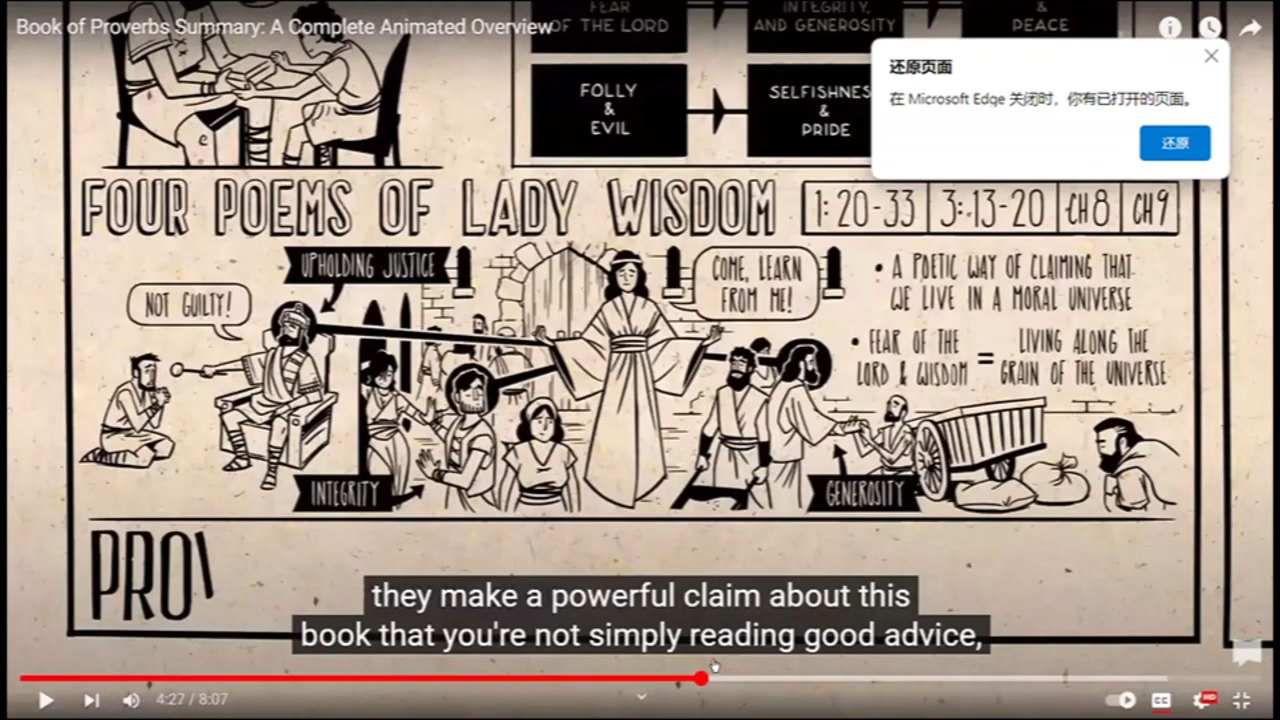 Book of Proverbs Summary: A Complete Animated Overview
FEAR
OF THE LORD
INTEGRITY,
AND GENEROSITY
&
PEACE
FOLLY
&
EVIL
SELFISHNES
&
PRIDE
还原页面
在 Microsoft Edge 关闭时，你有已打开的页面。
还原
FOUR POEMS OF LADY WISDOM
1:20-33
3:13-20
CH 8
CH 9
UPHOLDING JUSTICE
NOT GUILTY!
COME, LEARN
FROM ME!
• A POETIC WAY OF CLAIMING THAT
WE LIVE IN A MORAL UNIVERSE
• FEAR OF THE
LORD & WISDOM
=
LIVING ALONG THE
GRAIN OF THE UNIVERSE
INTEGRITY
GENEROSITY
PRO
they make a powerful claim about this
book that you're not simply reading good advice,
4:27 / 8:07
CC
HD